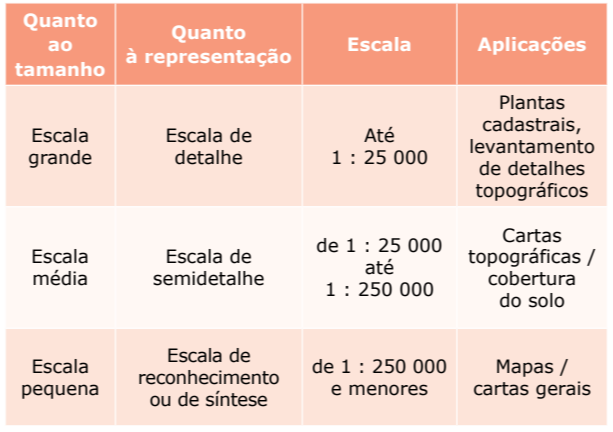 Quanto
ao
tamanho
Quanto
à representação
Escala
Aplicações
Escala
grande
Escala de
detalhe
Até
1 : 25 000
Plantas
cadastrais,
levantamento
de detalhes
topográficos
Escala
média
Escala de
semidetalhe
de 1 : 25 000
até
1 : 250 000
Cartas
topográficas /
cobertura
do solo
Escala
pequena
Escala de
reconhecimento
ou de síntese
de 1 : 250 000
e menores
Mapas /
cartas gerais